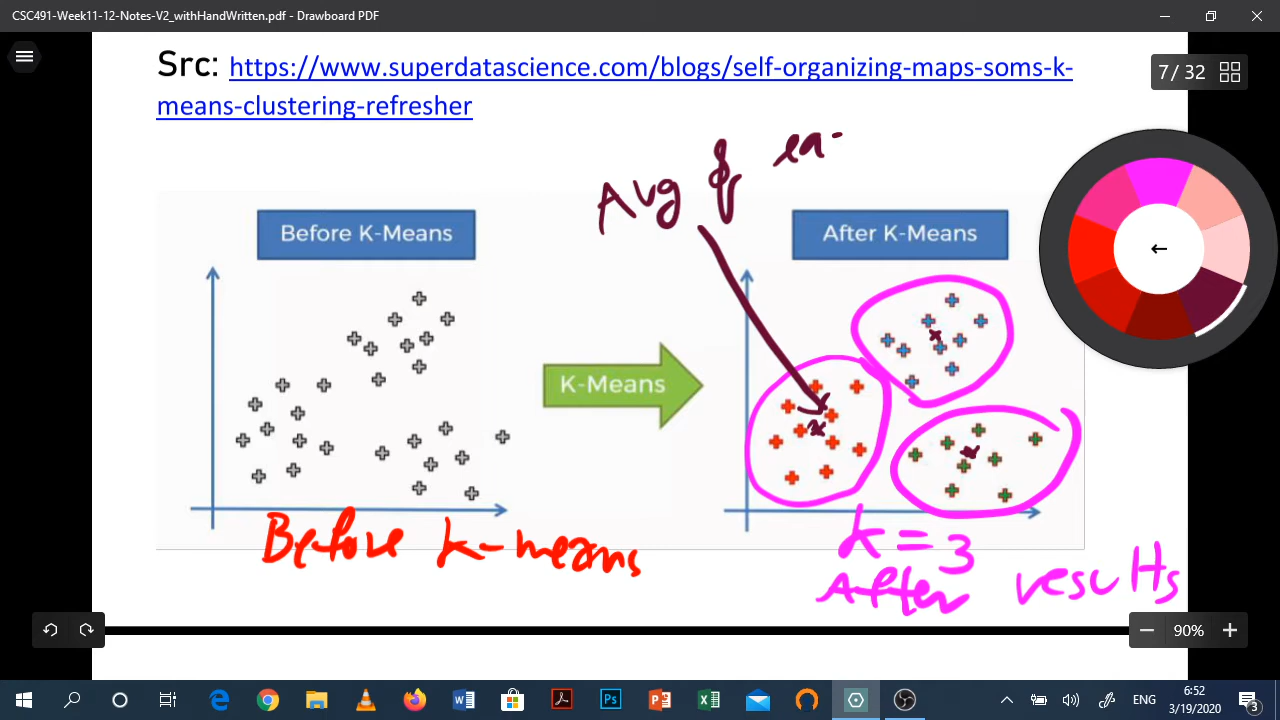 CSC491-Week11-12-Notes-V2_withHandWritten.pdf - Drawboard PDF
Src: https://www.superdatascience.com/blogs/self-organizing-maps-soms-k-
means-clustering-refresher
7 / 32
Avg of ea
Before K-Means
After K-Means
K-Means
Before k-means
k=3
After results
90%
ENG
6:52
3/19/2020
3